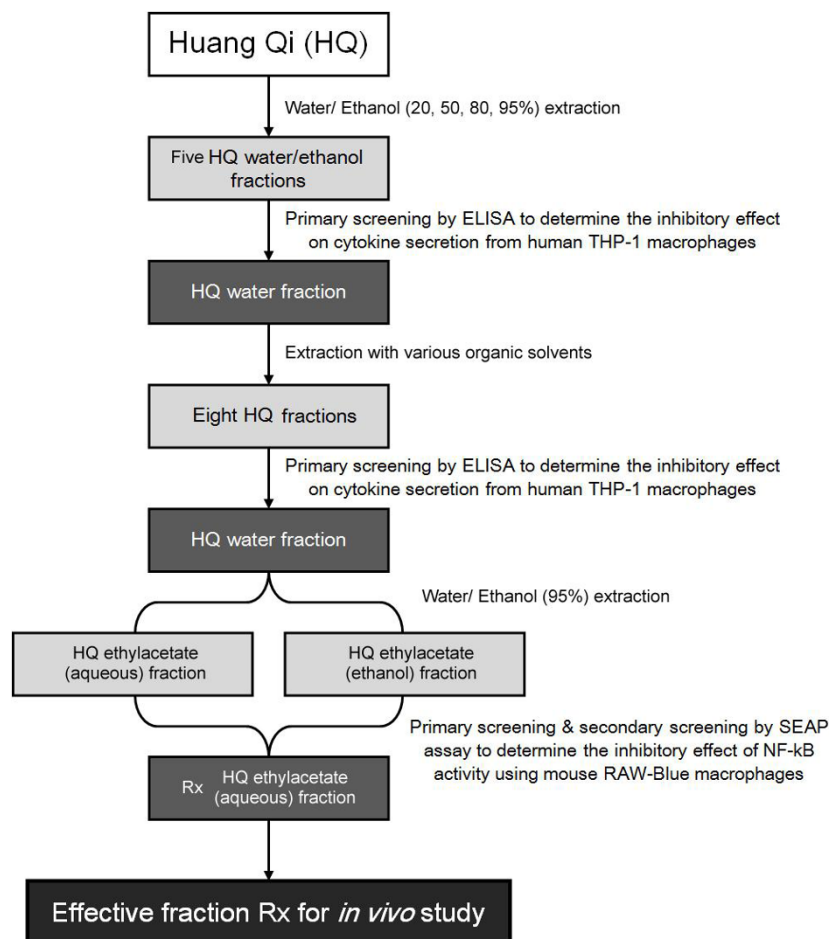 Huang Qi (HQ)
Water/ Ethanol (20, 50, 80, 95%) extraction
Five HQ water/ethanol
fractions
Primary screening by ELISA to determine the inhibitory effect
on cytokine secretion from human THP-1 macrophages
HQ water fraction
Extraction with various organic solvents
Eight HQ fractions
Primary screening by ELISA to determine the inhibitory effect
on cytokine secretion from human THP-1 macrophages
HQ water fraction
Water/ Ethanol (95%) extraction
HQ ethylacetate
(aqueous) fraction
HQ ethylacetate
(ethanol) fraction
Primary screening & secondary screening by SEAP
assay to determine the inhibitory effect of NF-kB
activity using mouse RAW-Blue macrophages
Rx HQ ethylacetate
(aqueous) fraction
Effective fraction Rx for in vivo study